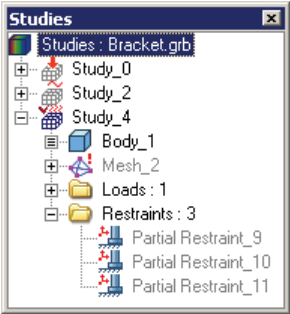 Studies
Studies : Bracket.grb
Study_0
Study_2
Study_4
Body_1
Mesh_2
Loads : 1
Restraints : 3
Partial Restraint_9
Partial Restraint_10
Partial Restraint_11